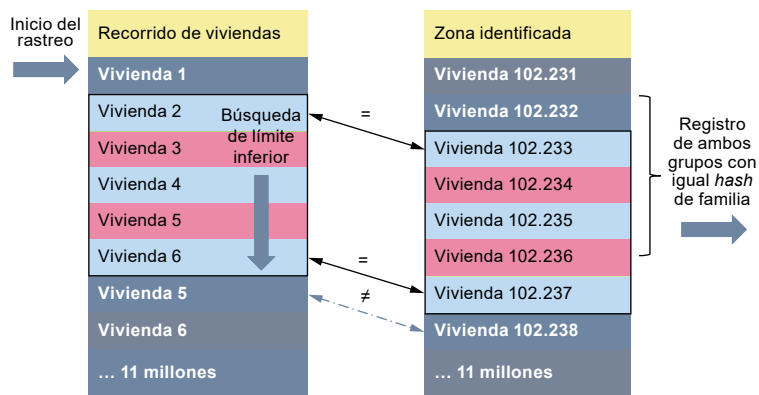 Inicio del
rastreo
Recorrido de viviendas
Vivienda 1
Vivienda 2
Vivienda 3
Vivienda 4
Vivienda 5
Vivienda 6
Vivienda 5
Vivienda 6
… 11 millones
Búsqueda
de límite
inferior
=
=
≠
Zona identificada
Vivienda 102.231
Vivienda 102.232
Vivienda 102.233
Vivienda 102.234
Vivienda 102.235
Vivienda 102.236
Vivienda 102.237
Vivienda 102.238
… 11 millones
Registro
de ambos
grupos con
igual hash
de familia